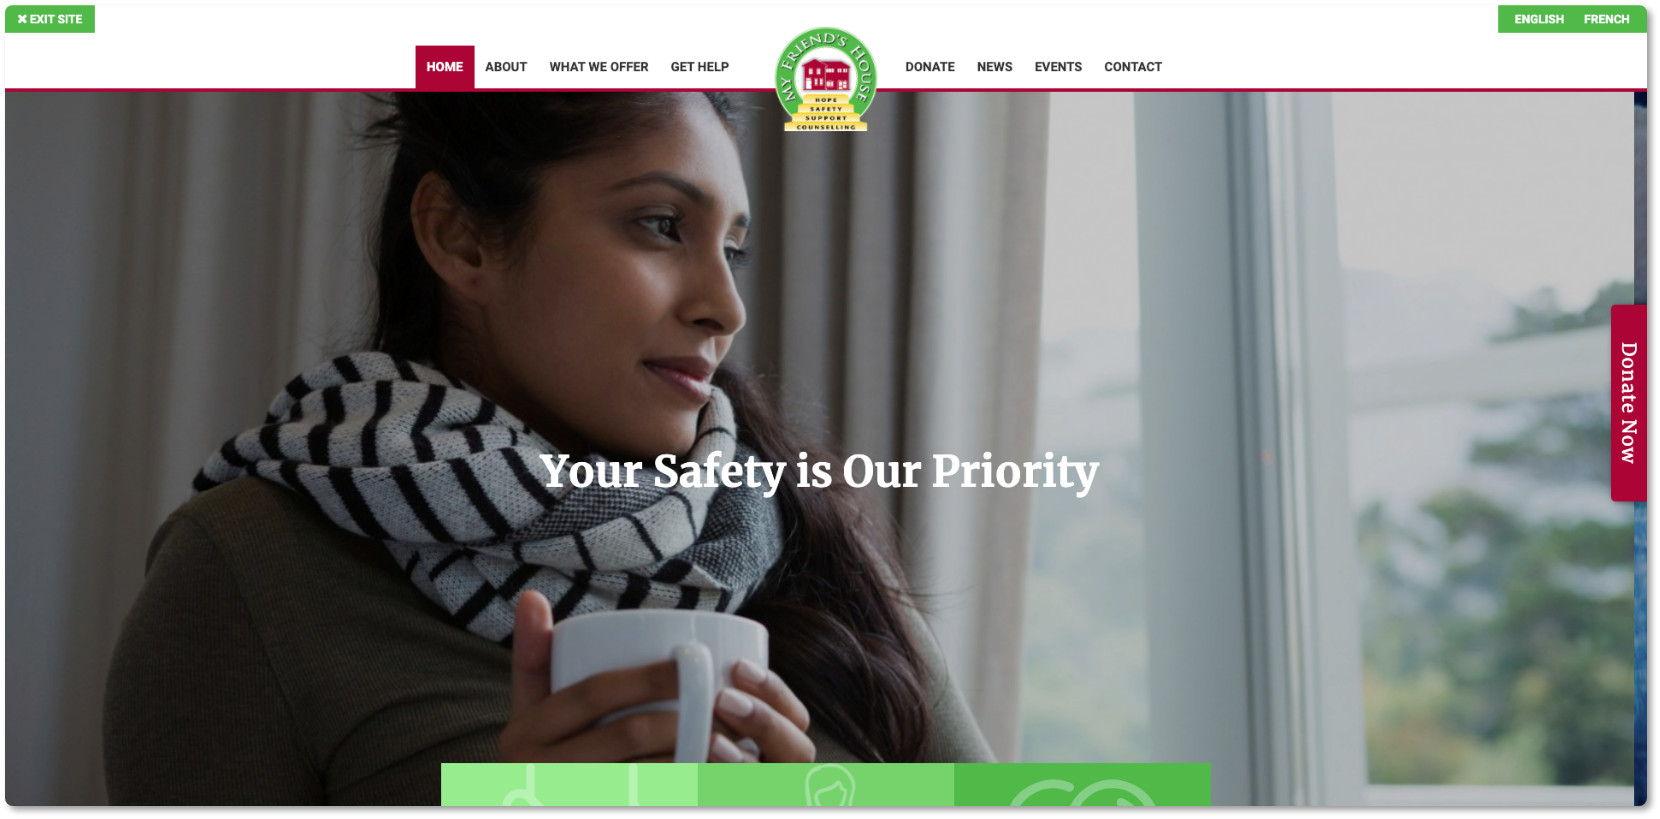 ✖ EXIT SITE
ENGLISH FRENCH
HOME ABOUT WHAT WE OFFER GET HELP
MY FRIEND'S HOUSE
HOPE
SAFETY
SUPPORT
COUNSELLING
DONATE NEWS EVENTS CONTACT
Your Safety is Our Priority
Donate Now